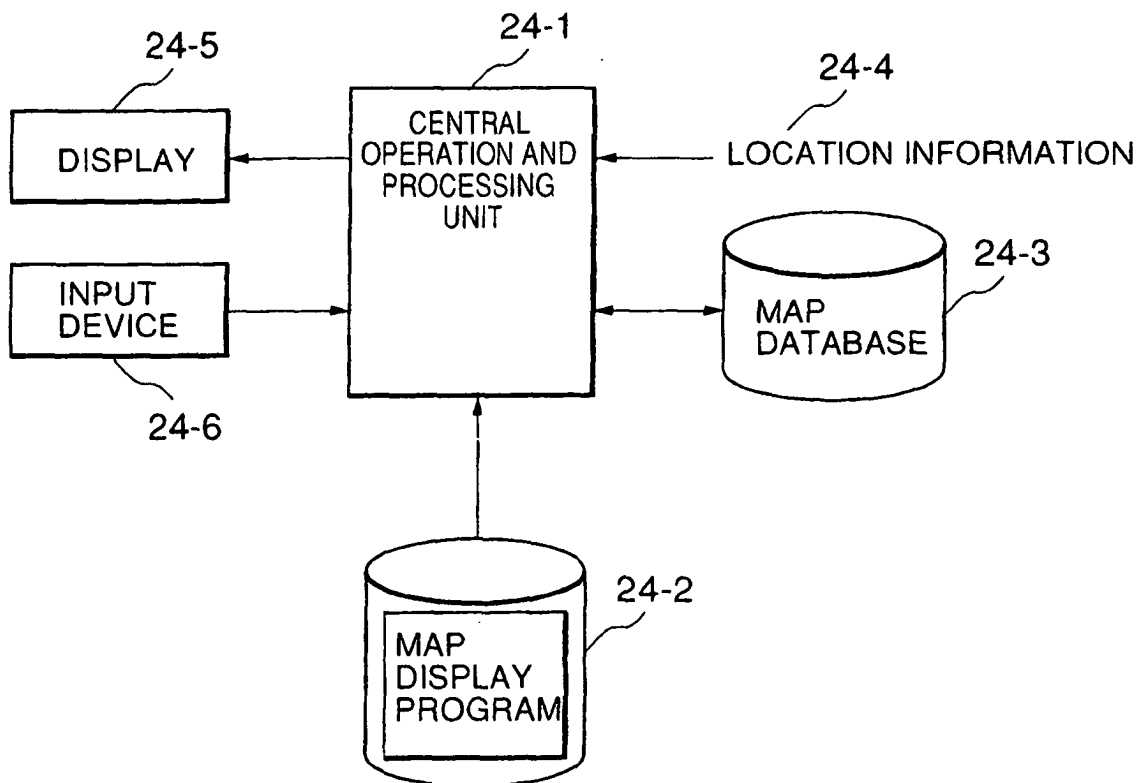 24-5
24-1
24-4
DISPLAY
CENTRAL
OPERATION AND
PROCESSING
UNIT
LOCATION INFORMATION
24-3
INPUT
DEVICE
MAP
DATABASE
24-6
24-2
MAP
DISPLAY
PROGRAM